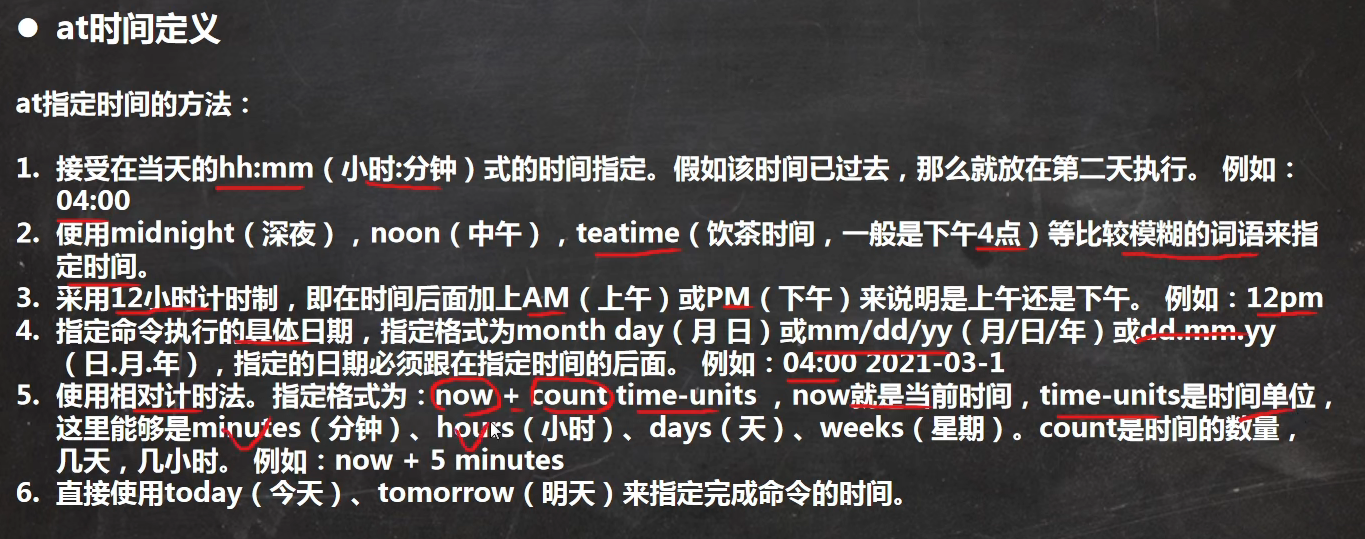 ● at时间定义
at指定时间的方法：
1. 接受在当天的hh:mm（小时:分钟）式的时间指定。假如该时间已过去，那么就放在第二天执行。 例如：
04:00
2. 使用midnight（深夜），noon（中午），teatime（饮茶时间，一般是下午4点）等比较模糊的词语来指
定时间。
3. 采用12小时计时制，即在时间后面加上AM（上午）或PM（下午）来说明是上午还是下午。 例如：12pm
4. 指定命令执行的具体日期，指定格式为month day（月 日）或mm/dd/yy（月/日/年）或dd.mm.yy
（日.月.年），指定的日期必须跟在指定时间的后面。 例如：04:00 2021-03-1
5. 使用相对计时法。指定格式为：now + count time-units ，now就是当前时间，time-units是时间单位，
这里能够是minutes（分钟）、hours（小时）、days（天）、weeks（星期）。count是时间的数量，
几天，几小时。 例如：now + 5 minutes
6. 直接使用today（今天）、tomorrow（明天）来指定完成命令的时间。